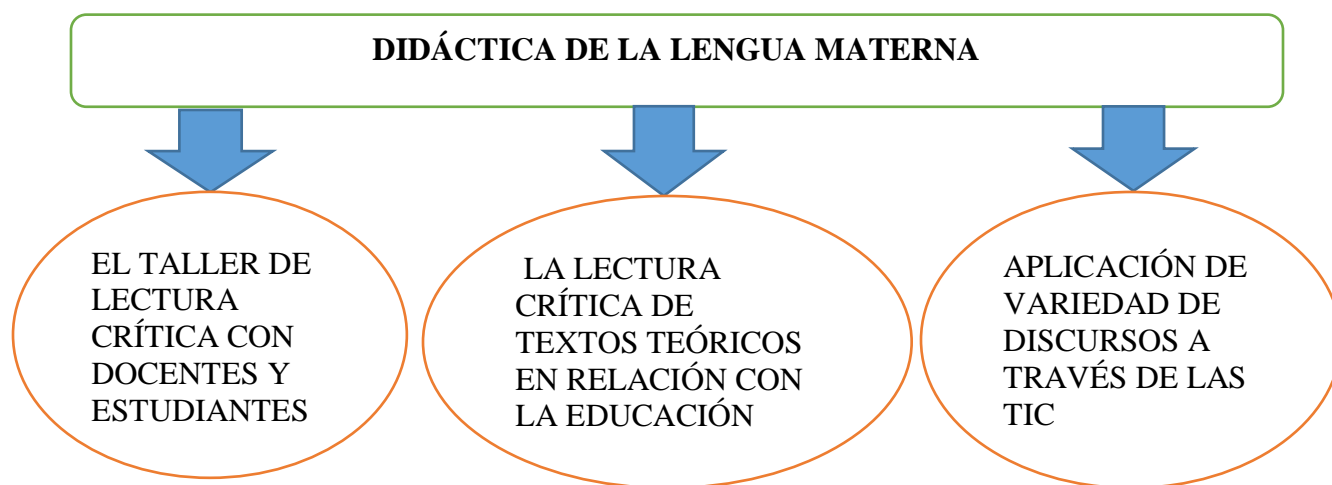 DIDÁCTICA DE LA LENGUA MATERNA
EL TALLER DE
LECTURA
CRÍTICA CON
DOCENTES Y
ESTUDIANTES
LA LECTURA
CRÍTICA DE
TEXTOS TEÓRICOS
EN RELACIÓN CON
LA EDUCACIÓN
APLICACIÓN DE
VARIEDAD DE
DISCURSOS A
TRAVÉS DE LAS
TIC